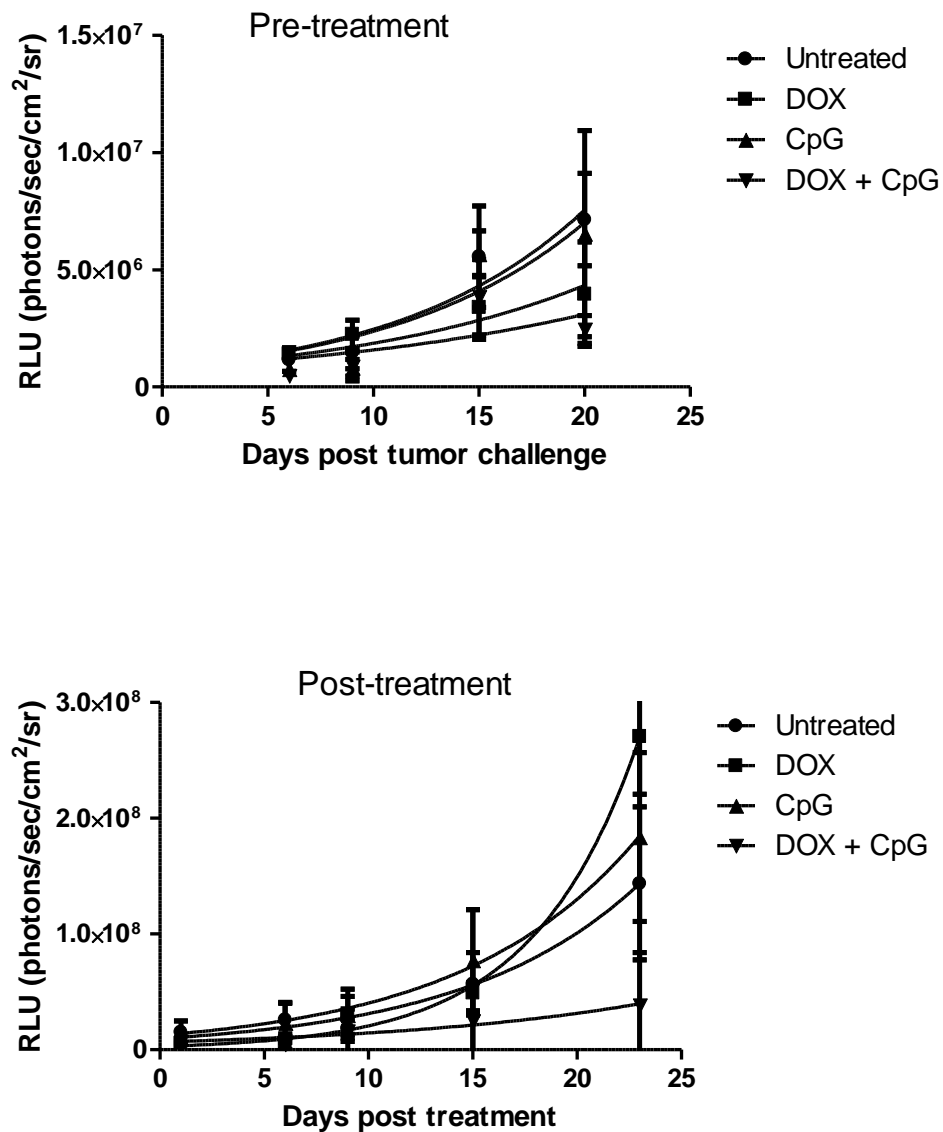 Pre-treatment
1.5×10⁷
1.0×10⁷
5.0×10⁶
0
RLU (photons/sec/cm²/sr)
0 5 10 15 20 25
Days post tumor challenge
Untreated
DOX
CpG
DOX + CpG
Post-treatment
3.0×10⁸
2.0×10⁸
1.0×10⁸
0
RLU (photons/sec/cm²/sr)
0 5 10 15 20 25
Days post treatment
Untreated
DOX
CpG
DOX + CpG